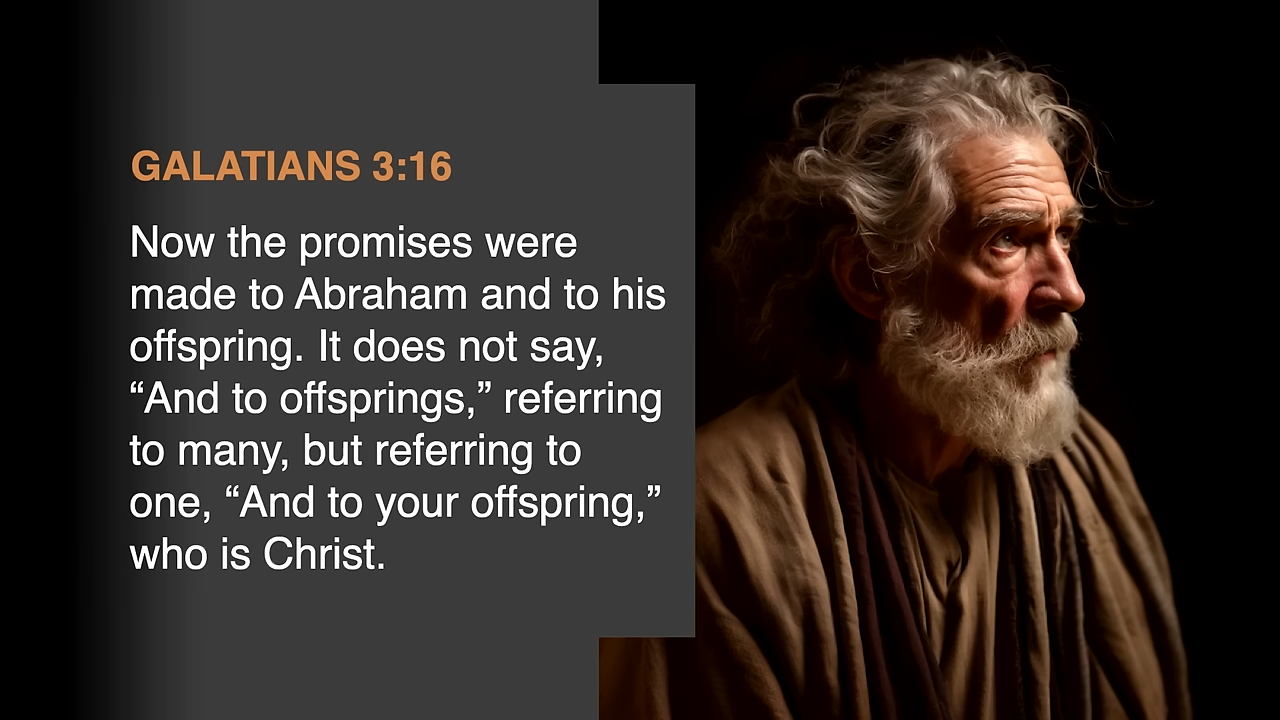 GALATIANS 3:16
Now the promises were
made to Abraham and to his
offspring. It does not say,
“And to offsprings,” referring
to many, but referring to
one, “And to your offspring,”
who is Christ.